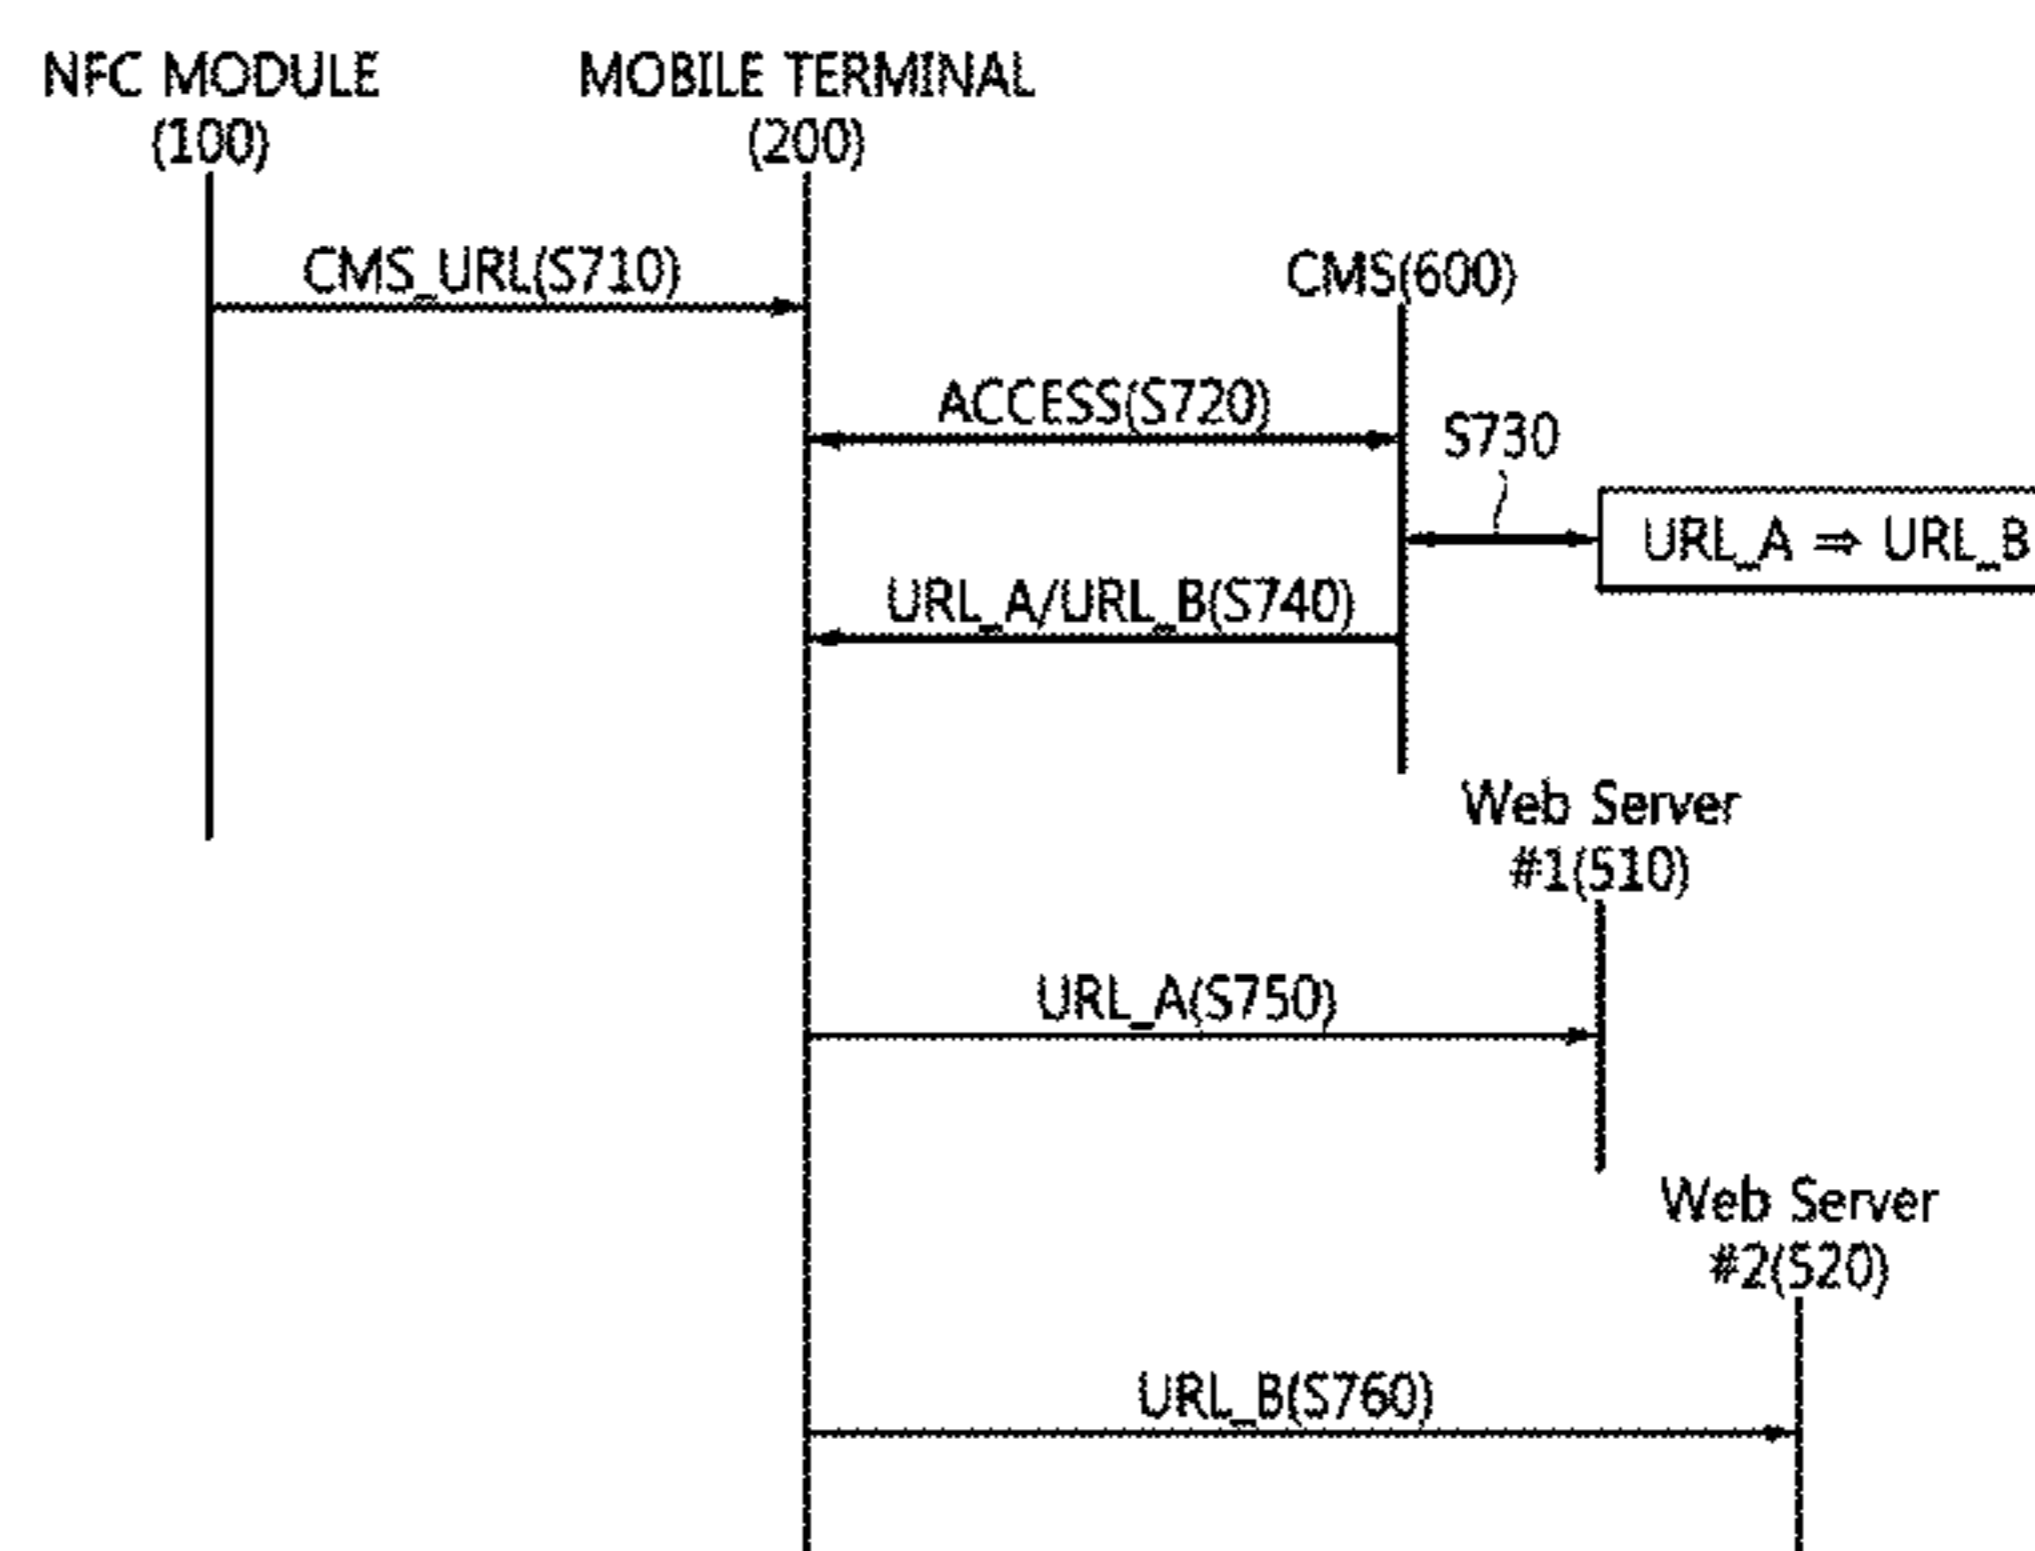 NFC MODULE
(100)
MOBILE TERMINAL
(200)
CMS_URL(S710)
CMS(600)
ACCESS(S720)
S730
URL_A ⇒ URL_B
URL_A/URL_B(S740)
Web Server
#1(510)
URL_A(S750)
Web Server
#2(520)
URL_B(S760)